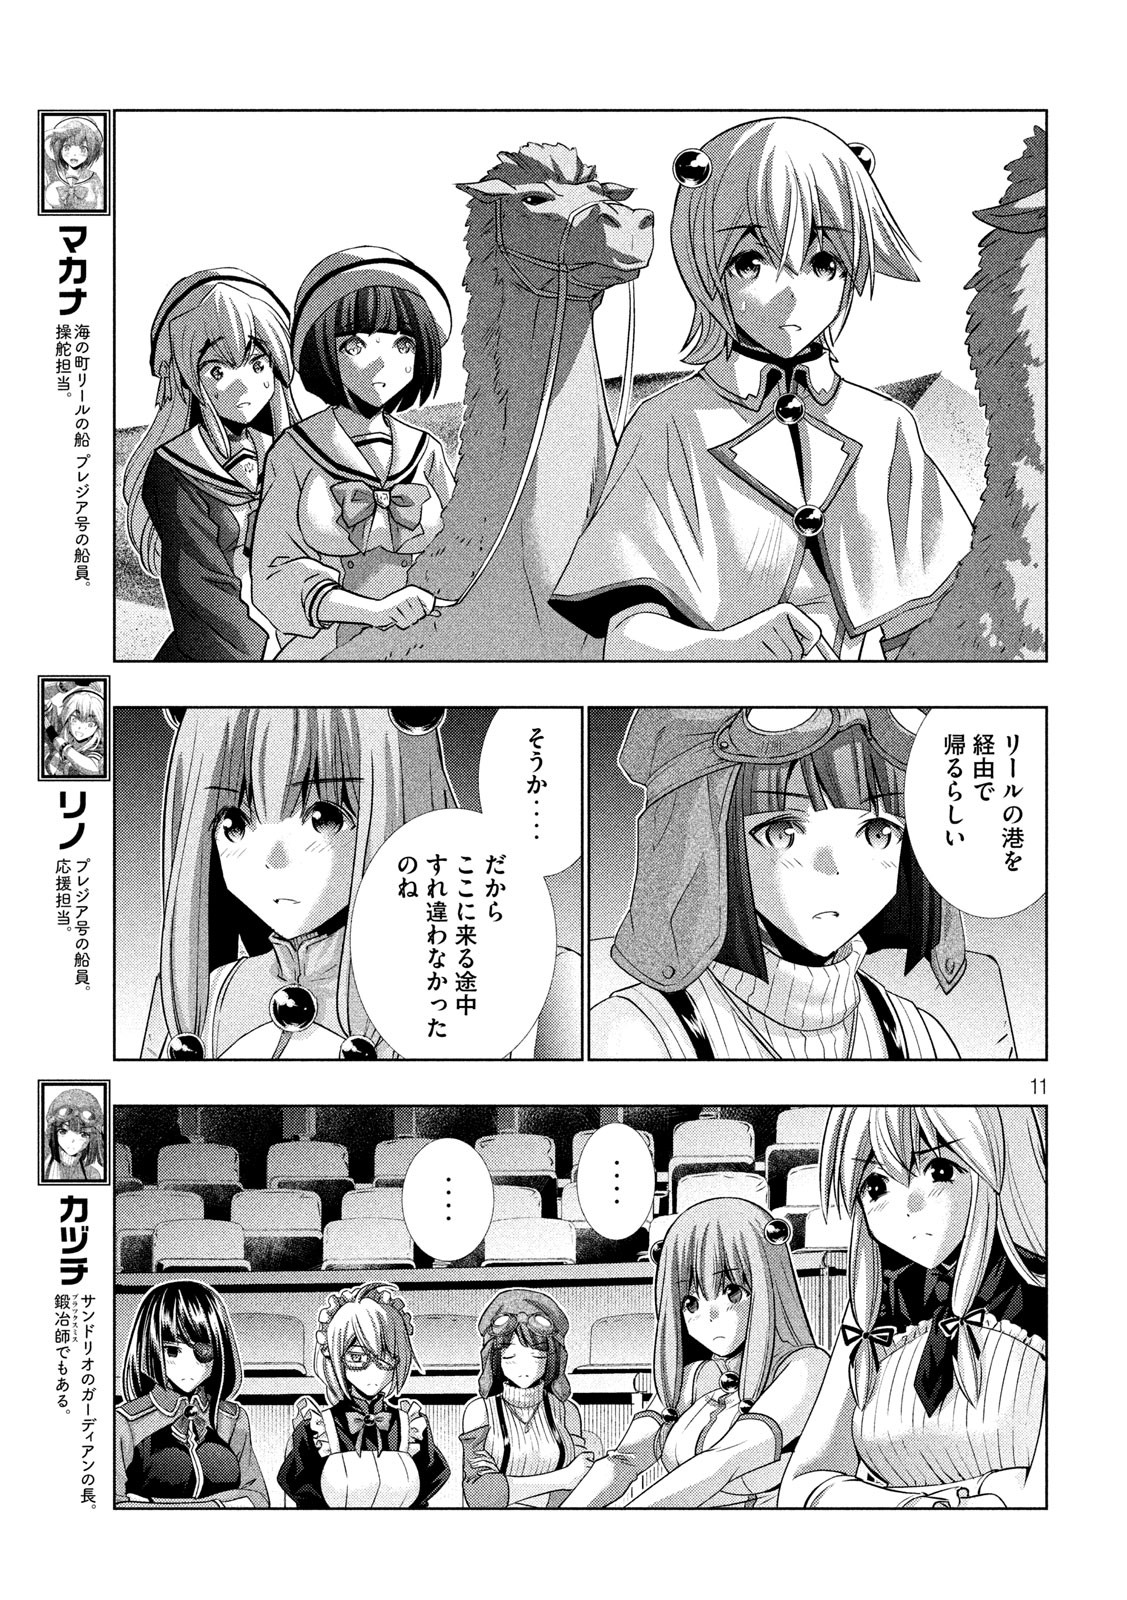 マカナ
海の町リールの船 プレジア号の船員。
操舵担当。
リールの港を
経由で
帰るらしい
そうか‥‥
だから
ここに来る途中
すれ違わなかった
のね
リノ
プレジア号の船員。
応援担当。
11
‥‥
‥‥
カヅチ
サンドリオのガーディアンの長。
鍛冶師でもある。
ブラマクスミス